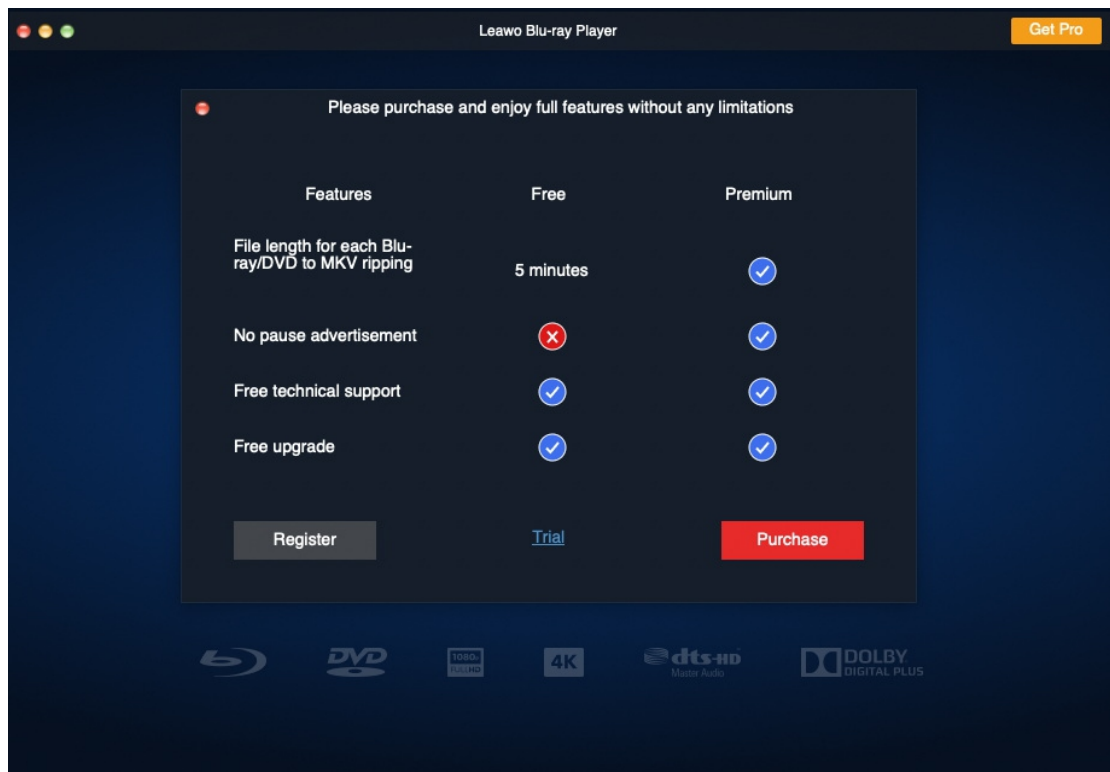 Leawo Blu-ray Player
Get Pro
Please purchase and enjoy full features without any limitations
Features Free Premium
File length for each Blu-
ray/DVD to MKV ripping
5 minutes
No pause advertisement
Free technical support
Free upgrade
Register Trial Purchase
DVD
1080p
FULL HD
4K
dts-HD
Master Audio
DOLBY
DIGITAL PLUS